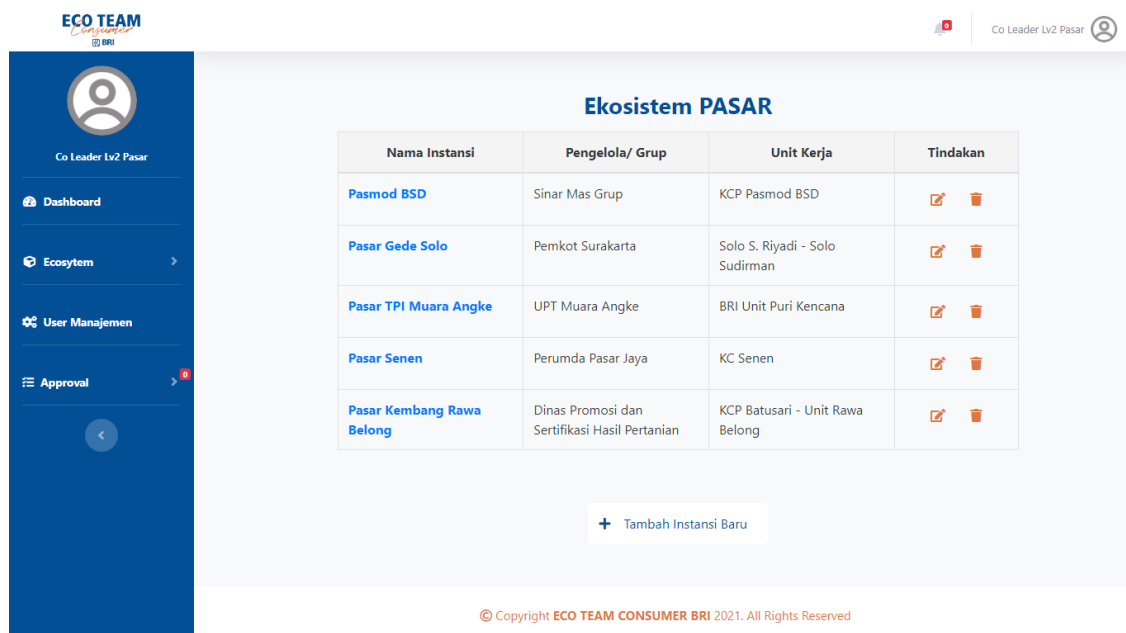 ECO TEAM
Consumer
BRI
0
Co Leader Lv2 Pasar
Co Leader Lv2 Pasar
Dashboard
Ecosytem
User Manajemen
Approval
0
Ekosistem PASAR
Nama Instansi Pengelola/ Grup Unit Kerja Tindakan
Pasmod BSD Sinar Mas Grup KCP Pasmod BSD
Pasar Gede Solo Pemkot Surakarta Solo S. Riyadi - Solo
Sudirman
Pasar TPI Muara Angke UPT Muara Angke BRI Unit Puri Kencana
Pasar Senen Perumda Pasar Jaya KC Senen
Pasar Kembang Rawa Dinas Promosi dan KCP Batusari - Unit Rawa
Belong Sertifikasi Hasil Pertanian Belong
+ Tambah Instansi Baru
© Copyright ECO TEAM CONSUMER BRI 2021. All Rights Reserved